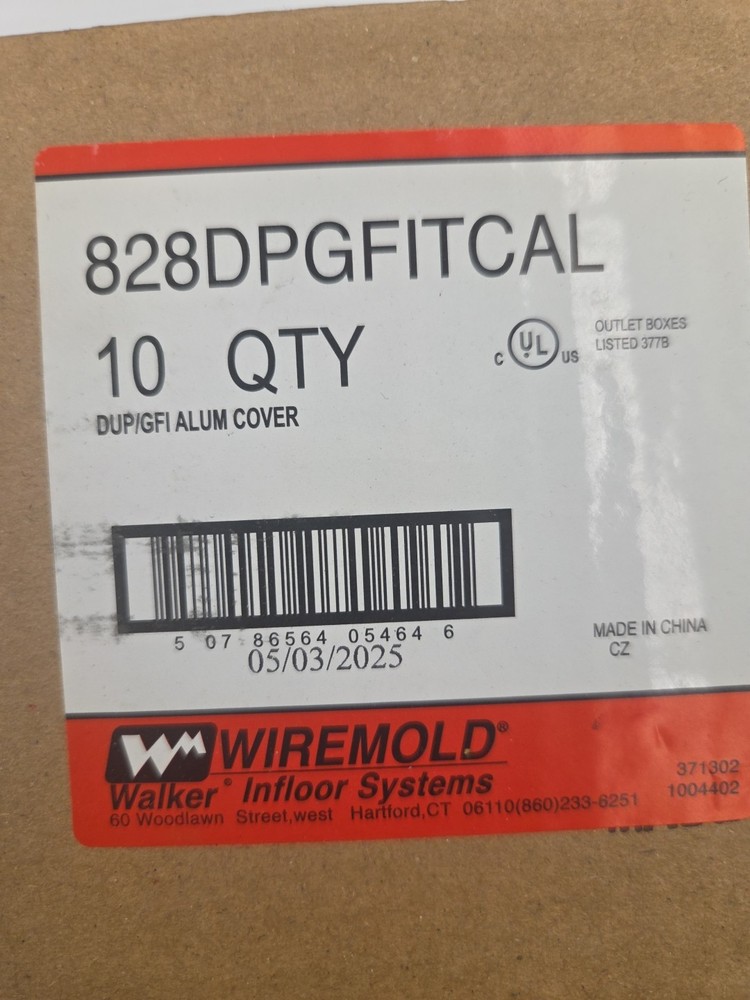 828DPGFITCAL
10 QTY
DUP/GFI ALUM COVER
C UL US
OUTLET BOXES
LISTED 377B
5 07 86564 05464 6
05/03/2025
MADE IN CHINA
CZ
WM WIREMOLD®
Walker® Infloor Systems
60 Woodlawn Street,west Hartford,CT 06110(860)233-6251
371302
1004402